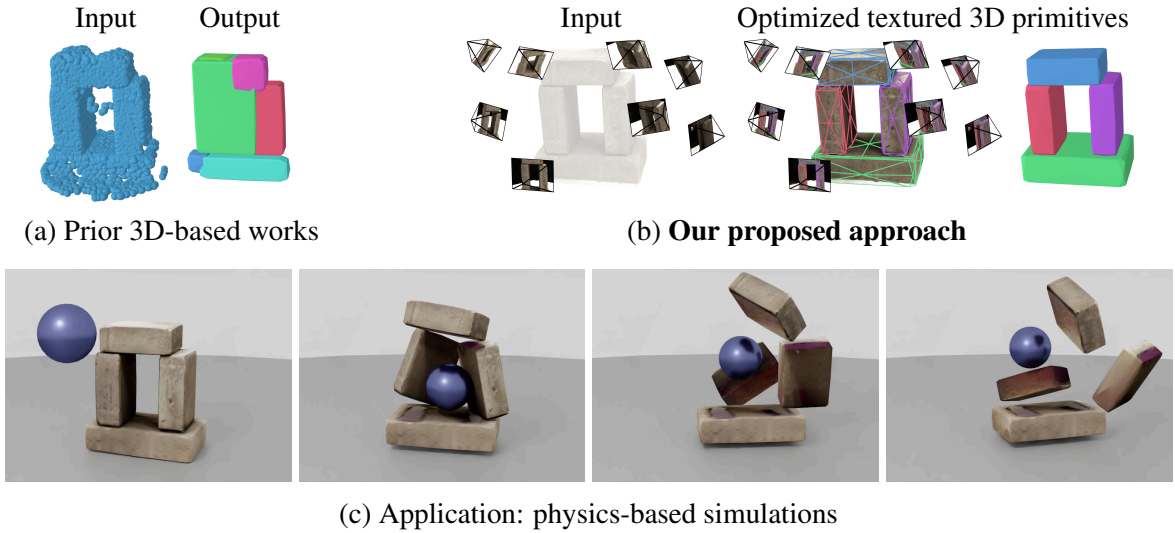 Input
Output
Input
Optimized textured 3D primitives
(a) Prior 3D-based works
(b) Our proposed approach
(c) Application: physics-based simulations